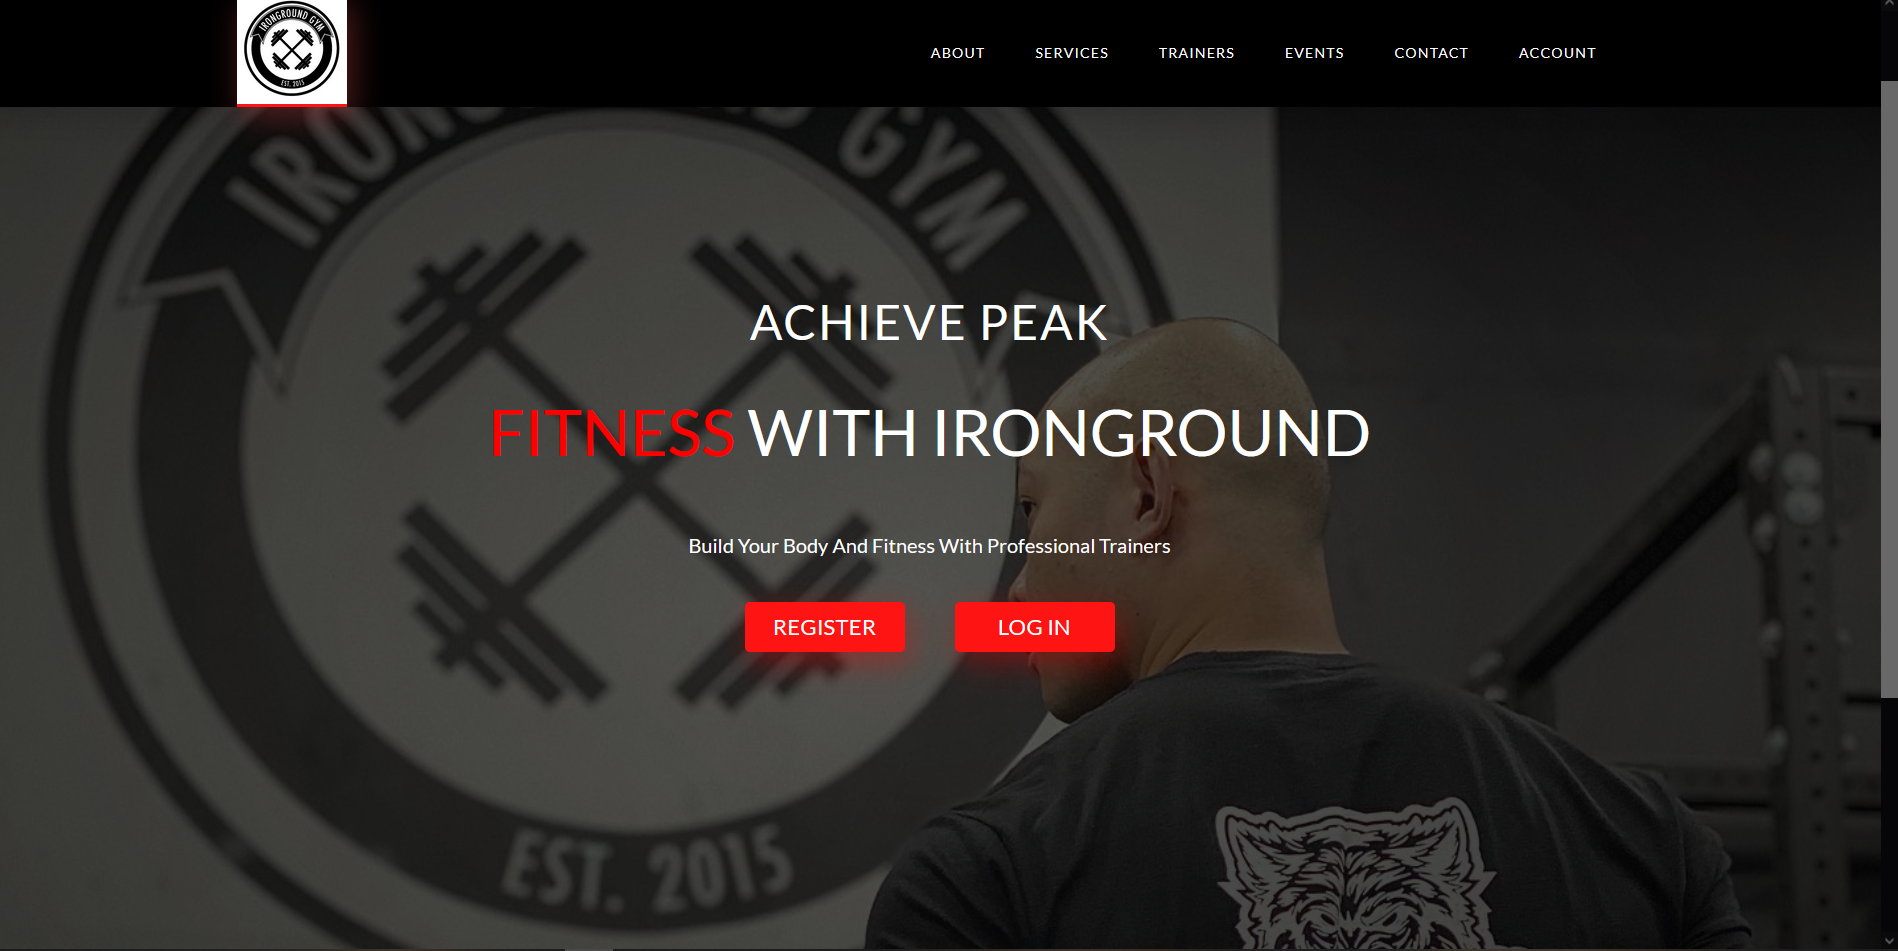 IRONGROUND GYM
EST. 2015
ABOUT
SERVICES
TRAINERS
EVENTS
CONTACT
ACCOUNT
IRONGROUND GYM
ACHIEVE PEAK
FITNESS WITH IRONGROUND
Build Your Body And Fitness With Professional Trainers
REGISTER
LOG IN
EST. 2015